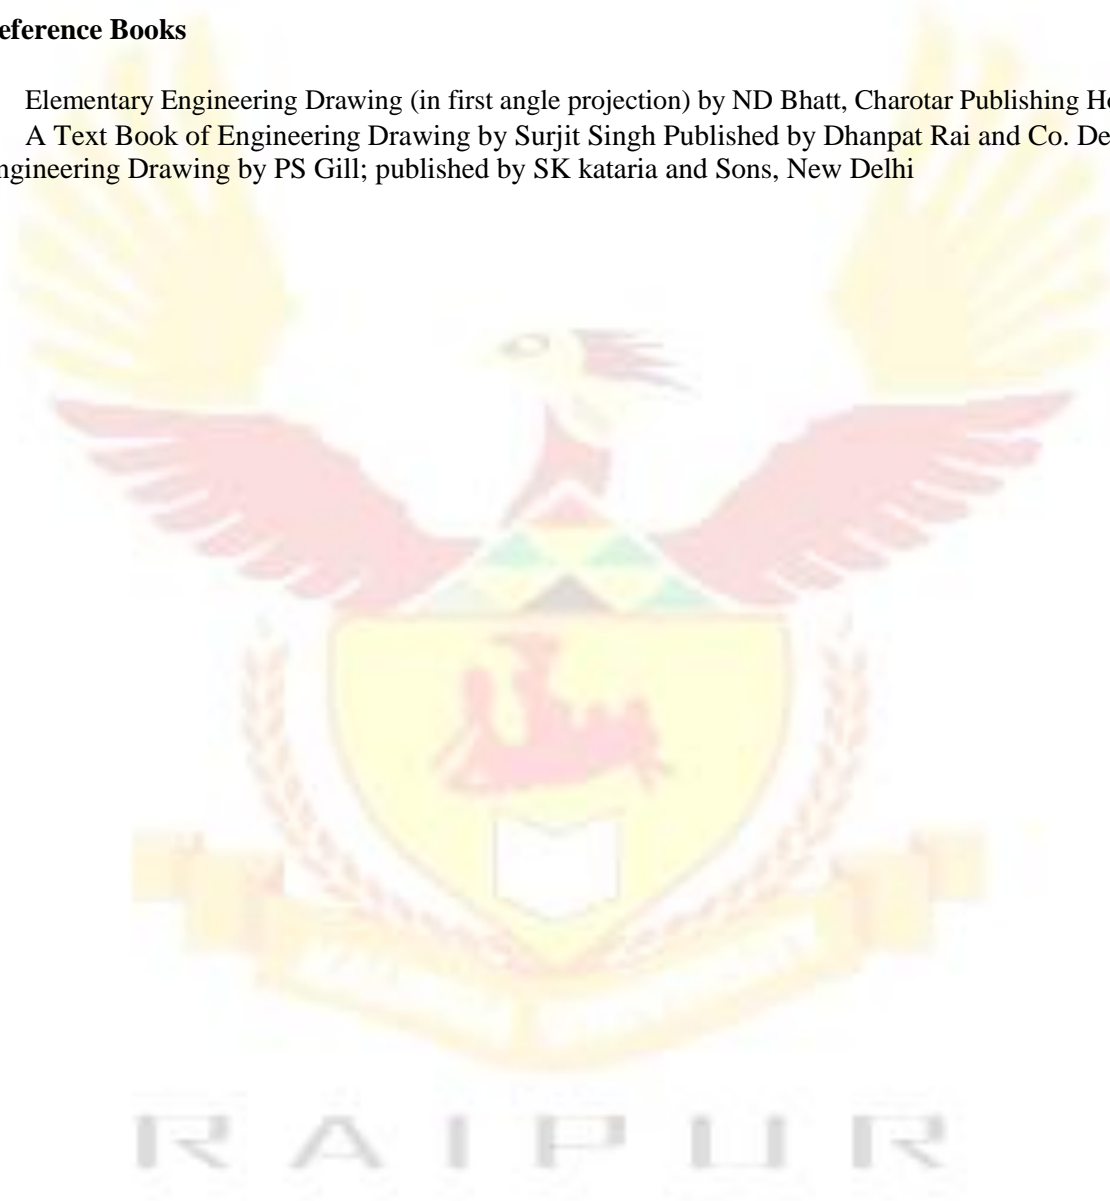 eference Books
Elementary Engineering Drawing (in first angle projection) by ND Bhatt, Charotar Publishing H
A Text Book of Engineering Drawing by Surjit Singh Published by Dhanpat Rai and Co. De
ngineering Drawing by PS Gill; published by SK kataria and Sons, New Delhi
RAIPUR